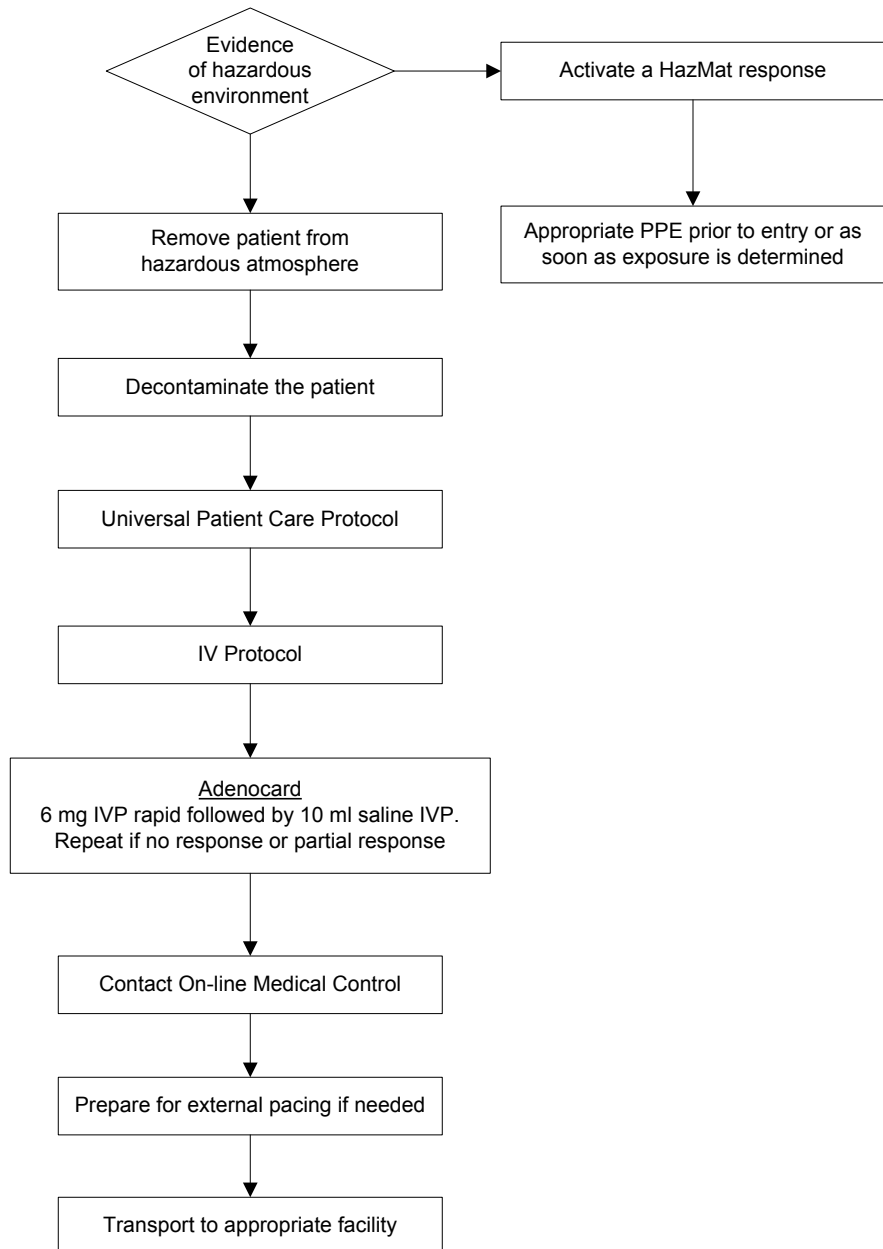 Evidence
of hazardous
environment
Activate a HazMat response
Appropriate PPE prior to entry or as
soon as exposure is determined
Remove patient from
hazardous atmosphere
Decontaminate the patient
Universal Patient Care Protocol
IV Protocol
Adenocard
6 mg IVP rapid followed by 10 ml saline IVP.
Repeat if no response or partial response
Contact On-line Medical Control
Prepare for external pacing if needed
Transport to appropriate facility